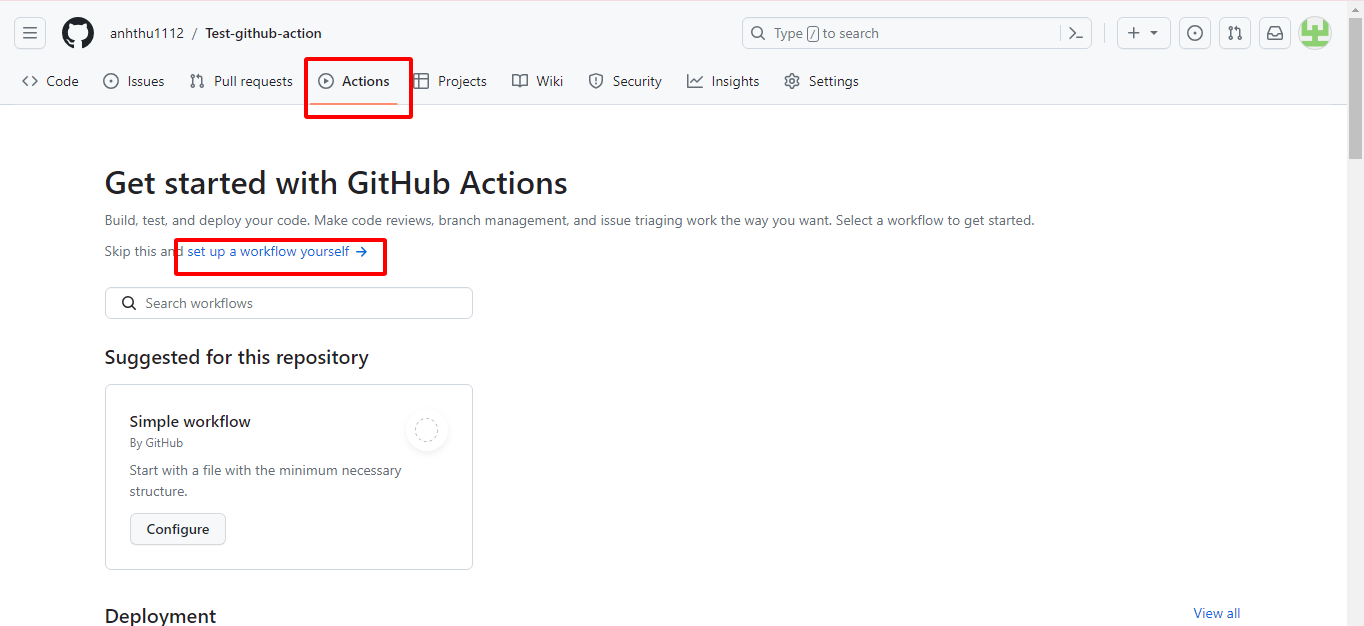 anhthu1112 / Test-github-action
Type / to search
Code Issues Pull requests Actions Projects Wiki Security Insights Settings
Get started with GitHub Actions
Build, test, and deploy your code. Make code reviews, branch management, and issue triaging work the way you want. Select a workflow to get started.
Skip this and set up a workflow yourself →
Search workflows
Suggested for this repository
Simple workflow
By GitHub
Start with a file with the minimum necessary
structure.
Configure
Deployment
View all